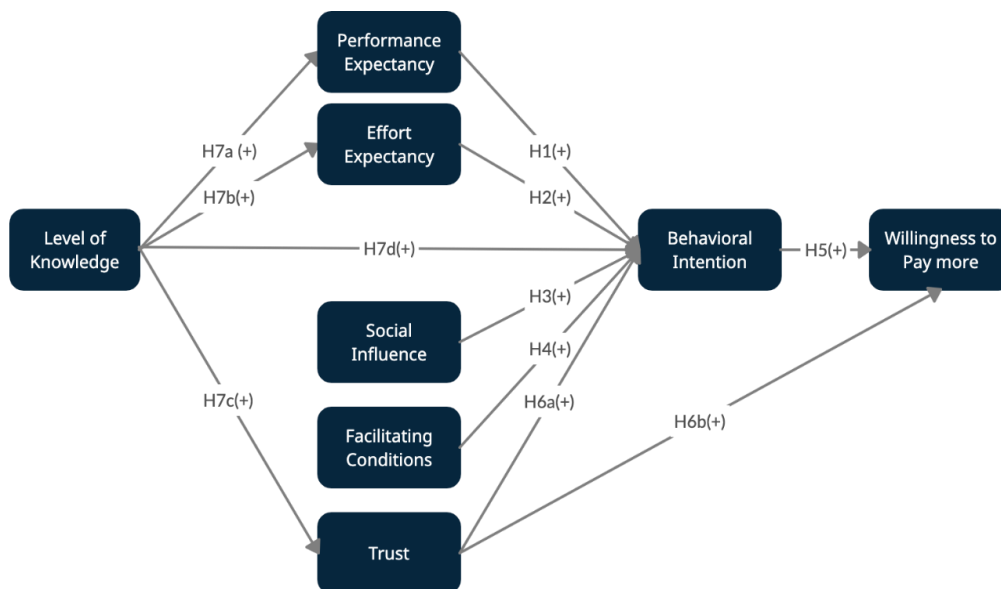 Performance
Expectancy
Effort
Expectancy
H7a (+)
H1(+)
H7b(+)
H2(+)
Level of
Knowledge
H7d(+)
Behavioral
Intention
H5(+)
Willingness to
Pay more
Social
Influence
H3(+)
H4(+)
H7c(+)
H6a(+)
H6b(+)
Facilitating
Conditions
Trust